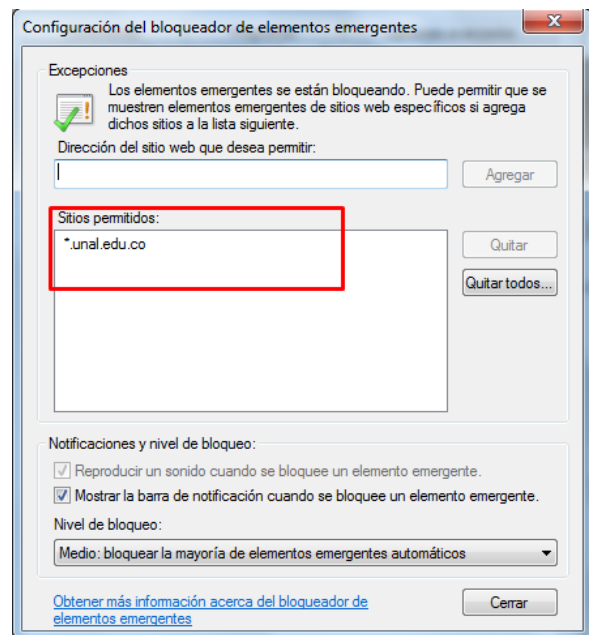 Configuración del bloqueador de elementos emergentes
Excepciones
Los elementos emergentes se están bloqueando. Puede permitir que se
muestren elementos emergentes de sitios web específicos si agrega
dichos sitios a la lista siguiente.
Dirección del sitio web que desea permitir:
Agregar
Sitios permitidos:
*.unal.edu.co
Quitar
Quitar todos...
Notificaciones y nivel de bloqueo:
Reproducir un sonido cuando se bloquee un elemento emergente.
Mostrar la barra de notificación cuando se bloquee un elemento emergente.
Nivel de bloqueo:
Medio: bloquear la mayoría de elementos emergentes automáticos
Obtener más información acerca del bloqueador de
elementos emergentes
Cerrar